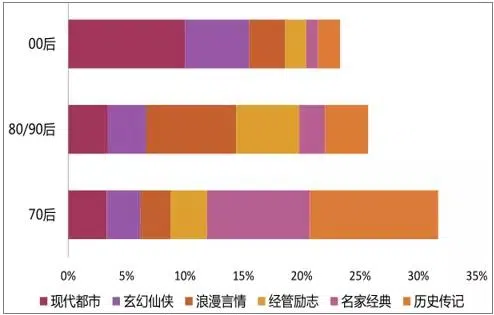 00后
80/90后
70后
0% 5% 10% 15% 20% 25% 30% 35%
现代都市 玄幻仙侠 浪漫言情 经管励志 名家经典 历史传记